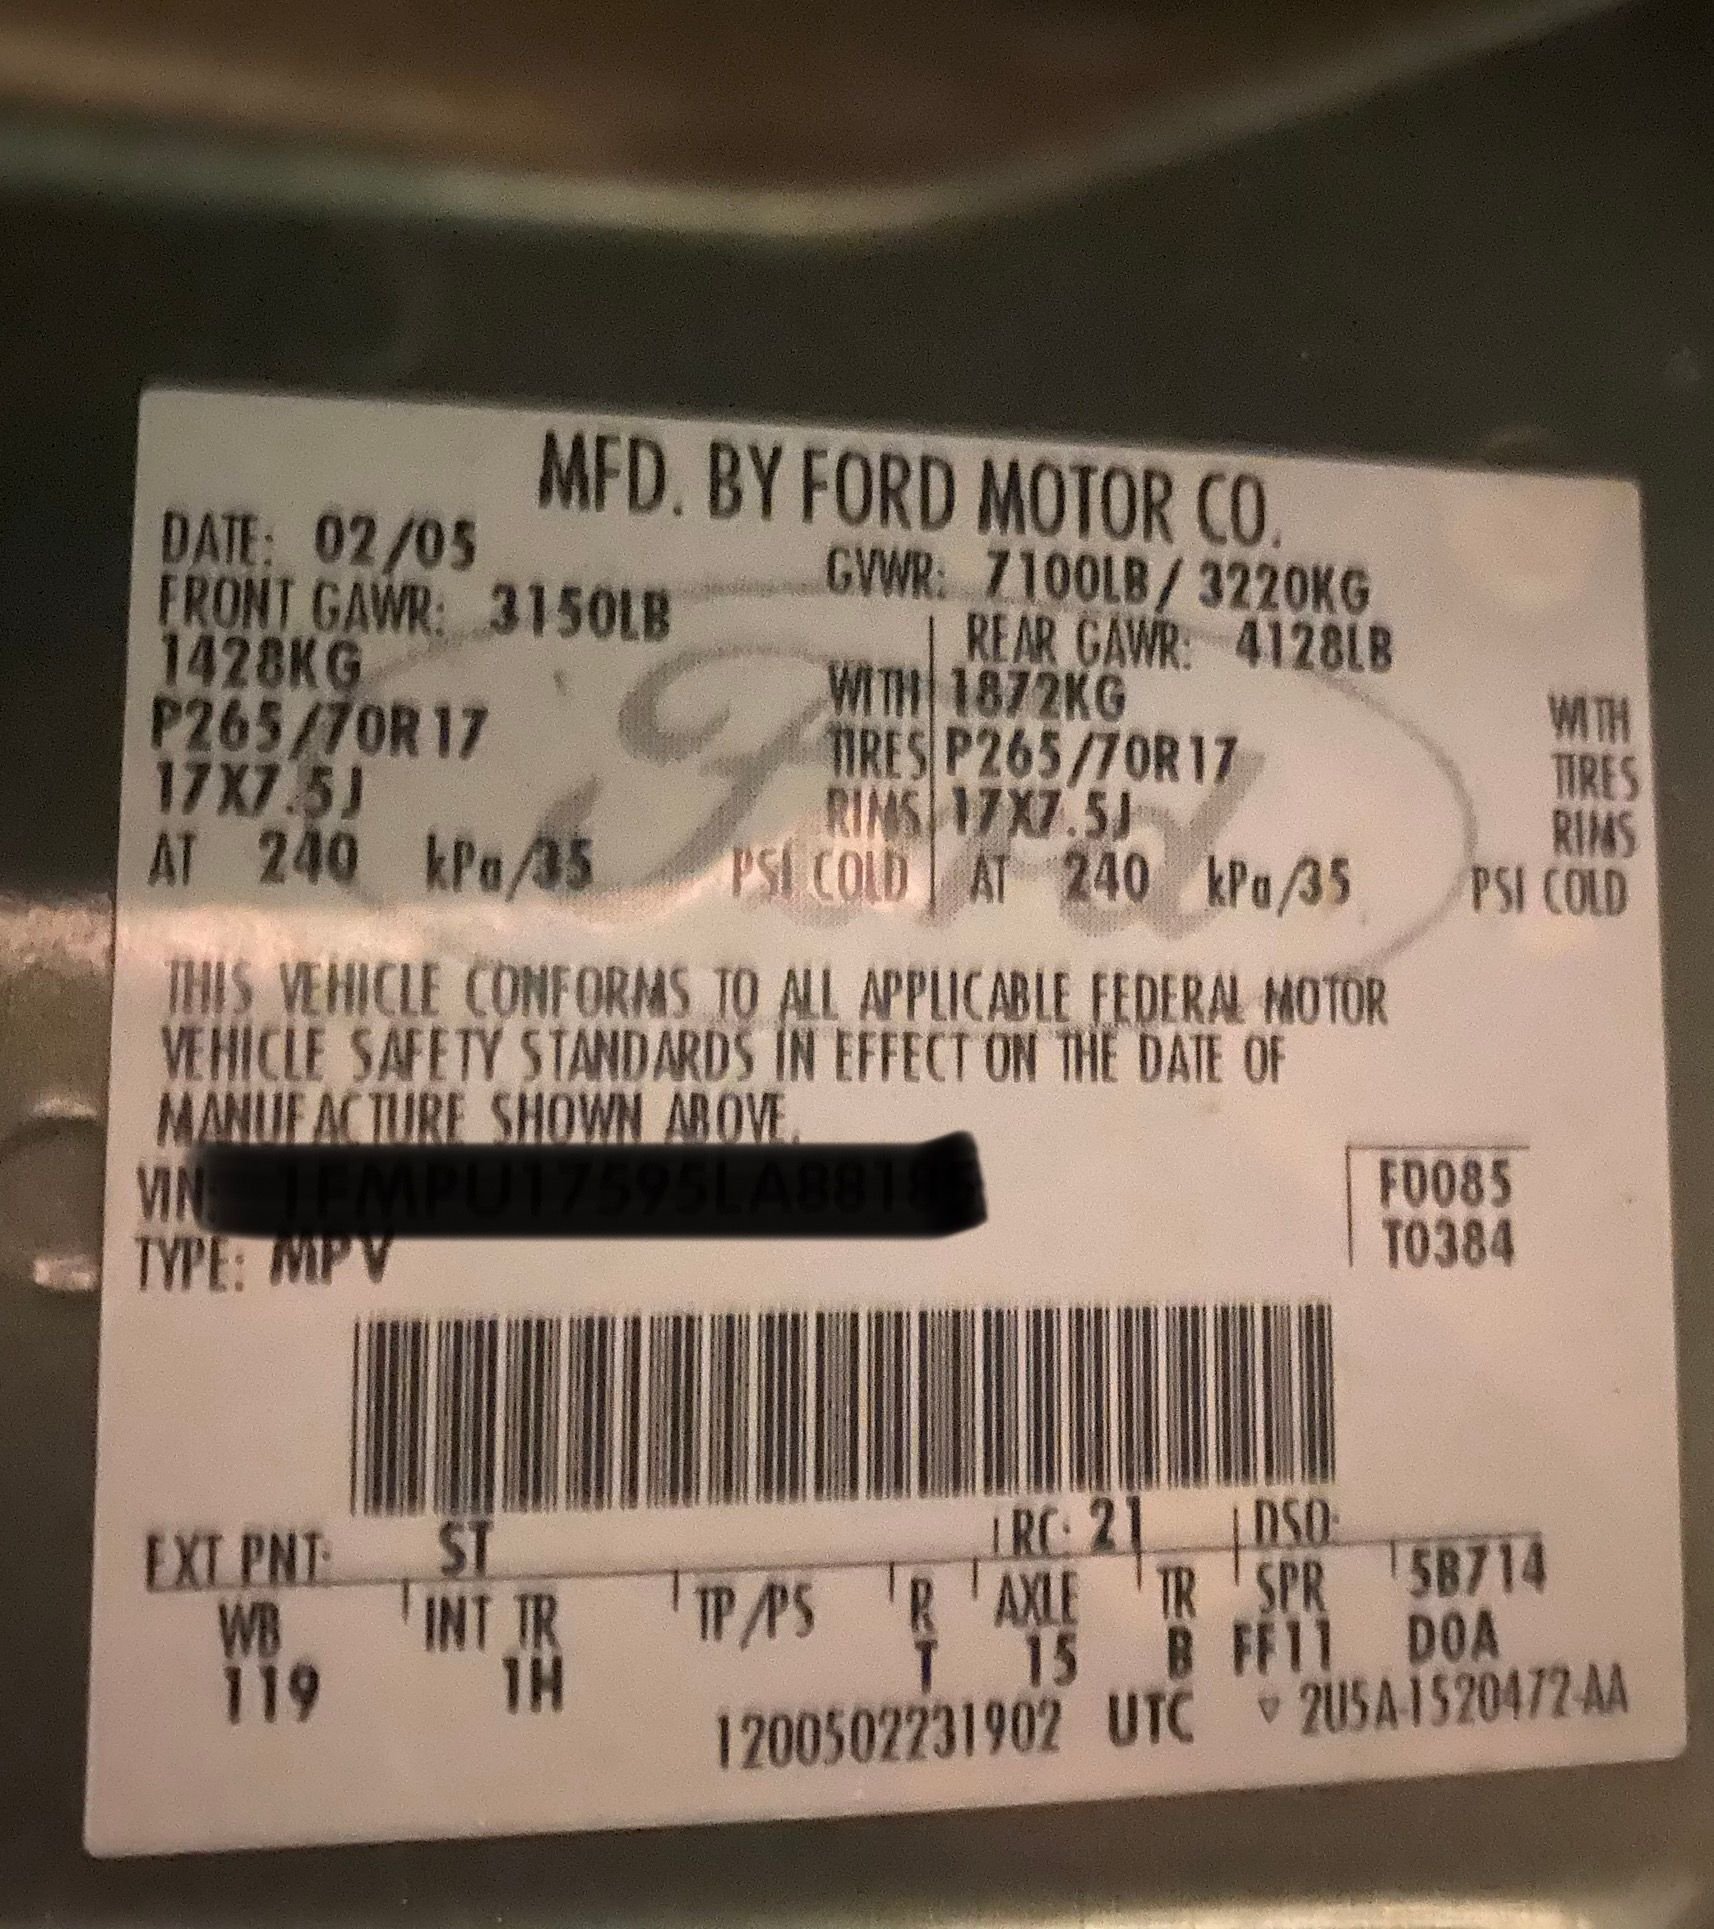 MFD. BY FORD MOTOR CO.
DATE: 02/05
GVWR: 7100LB / 3220KG
FRONT GAWR: 3150LB
1428KG WITH
P265/70R17 TIRES
17X7.5J RIMS
AT 240 kPa/35 PSI COLD
REAR GAWR: 4128LB
1872KG WITH
P265/70R17 TIRES
17X7.5J RIMS
AT 240 kPa/35 PSI COLD
Ford
THIS VEHICLE CONFORMS TO ALL APPLICABLE FEDERAL MOTOR
VEHICLE SAFETY STANDARDS IN EFFECT ON THE DATE OF
MANUFACTURE SHOWN ABOVE.
VIN:
TYPE: MPV
F0085
T0384
EXT PNT: ST RC: 21 DSO:
WB INT TR TP/PS R AXLE TR SPR 5B714
119 1H T 15 B FF11 DOA
1200502231902 UTC ▽ 2U5A-1520472-AA